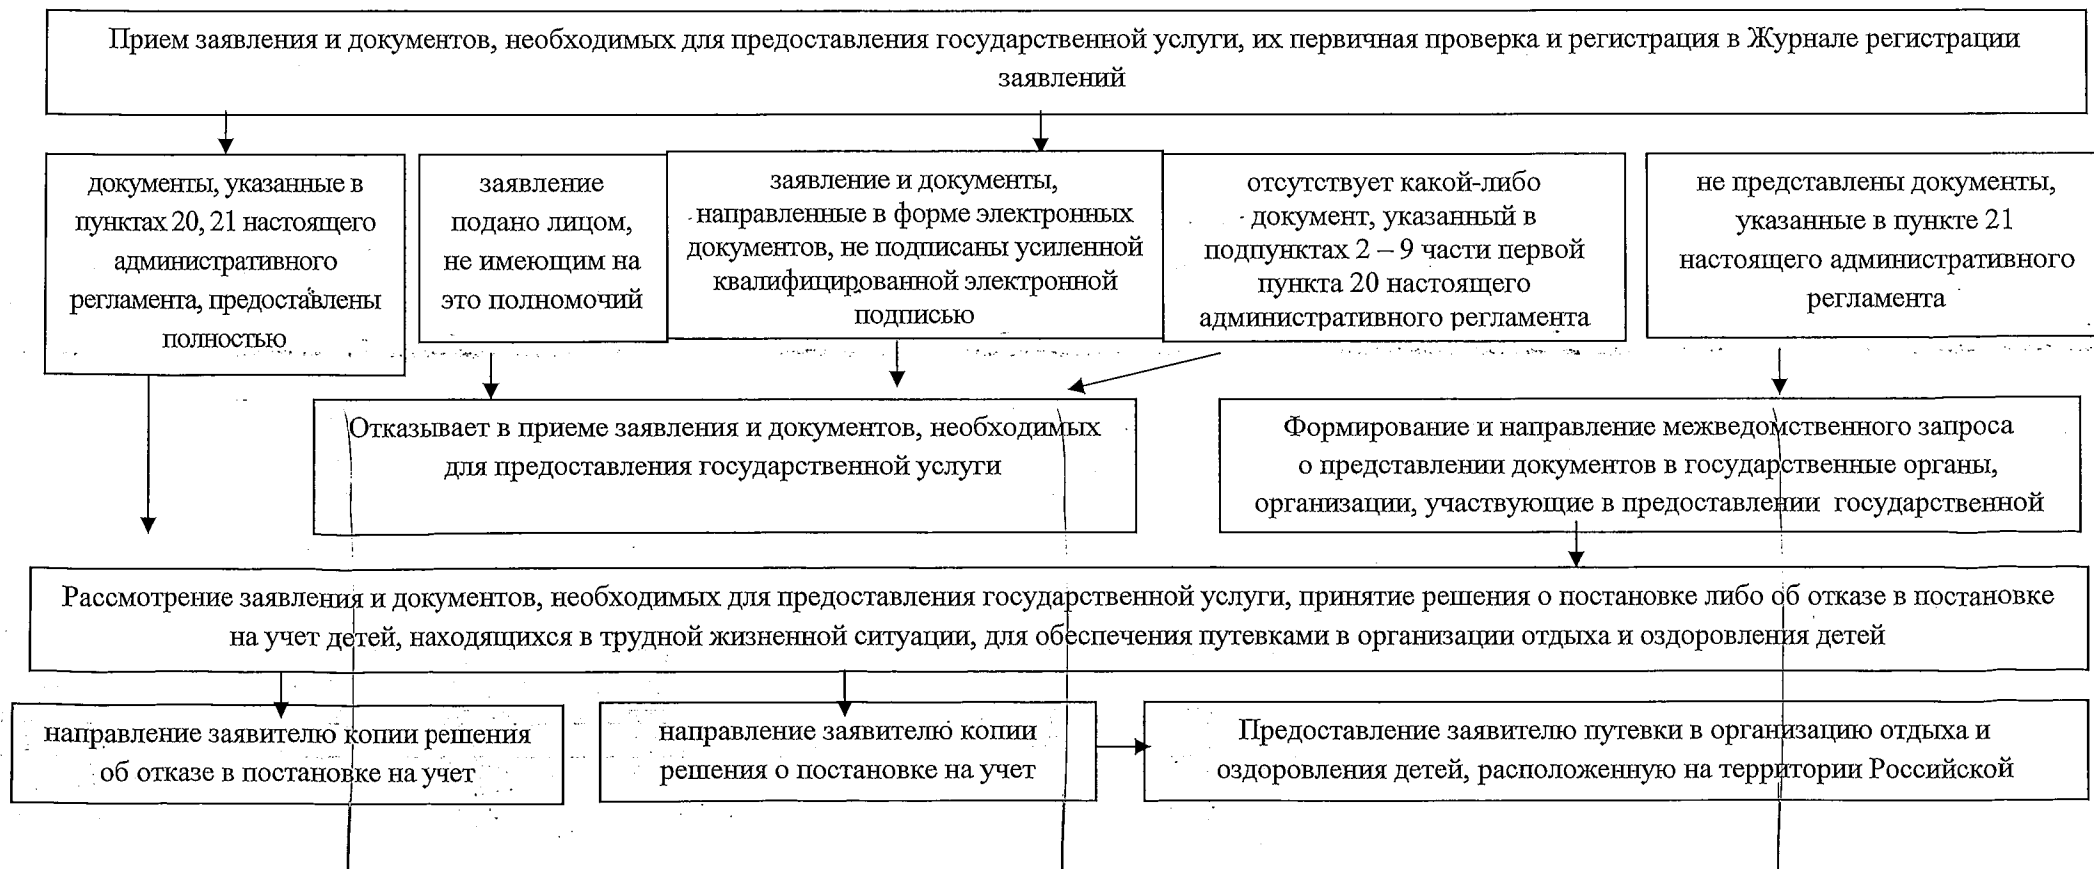 Прием заявления и документов, необходимых для предоставления государственной услуги, их первичная проверка и регистрация в Журнале регистрации
заявлений
документы, указанные в
пунктах 20, 21 настоящего
административного
регламента, предоставлены
полностью
заявление
подано лицом,
не имеющим на
это полномочий
заявление и документы,
направленные в форме электронных
документов, не подписаны усиленной
квалифицированной электронной
подписью
отсутствует какой-либо
документ, указанный в
подпунктах 2 – 9 части первой
пункта 20 настоящего
административного регламента
не представлены документы,
указанные в пункте 21
настоящего административного
регламента
Отказывает в приеме заявления и документов, необходимых
для предоставления государственной услуги
Формирование и направление межведомственного запроса
о представлении документов в государственные органы,
организации, участвующие в предоставлении государственной
Рассмотрение заявления и документов, необходимых для предоставления государственной услуги, принятие решения о постановке либо об отказе в постановке
на учет детей, находящихся в трудной жизненной ситуации, для обеспечения путевками в организации отдыха и оздоровления детей
направление заявителю копии решения
об отказе в постановке на учет
направление заявителю копии
решения о постановке на учет
Предоставление заявителю путевки в организацию отдыха и
оздоровления детей, расположенную на территории Российской